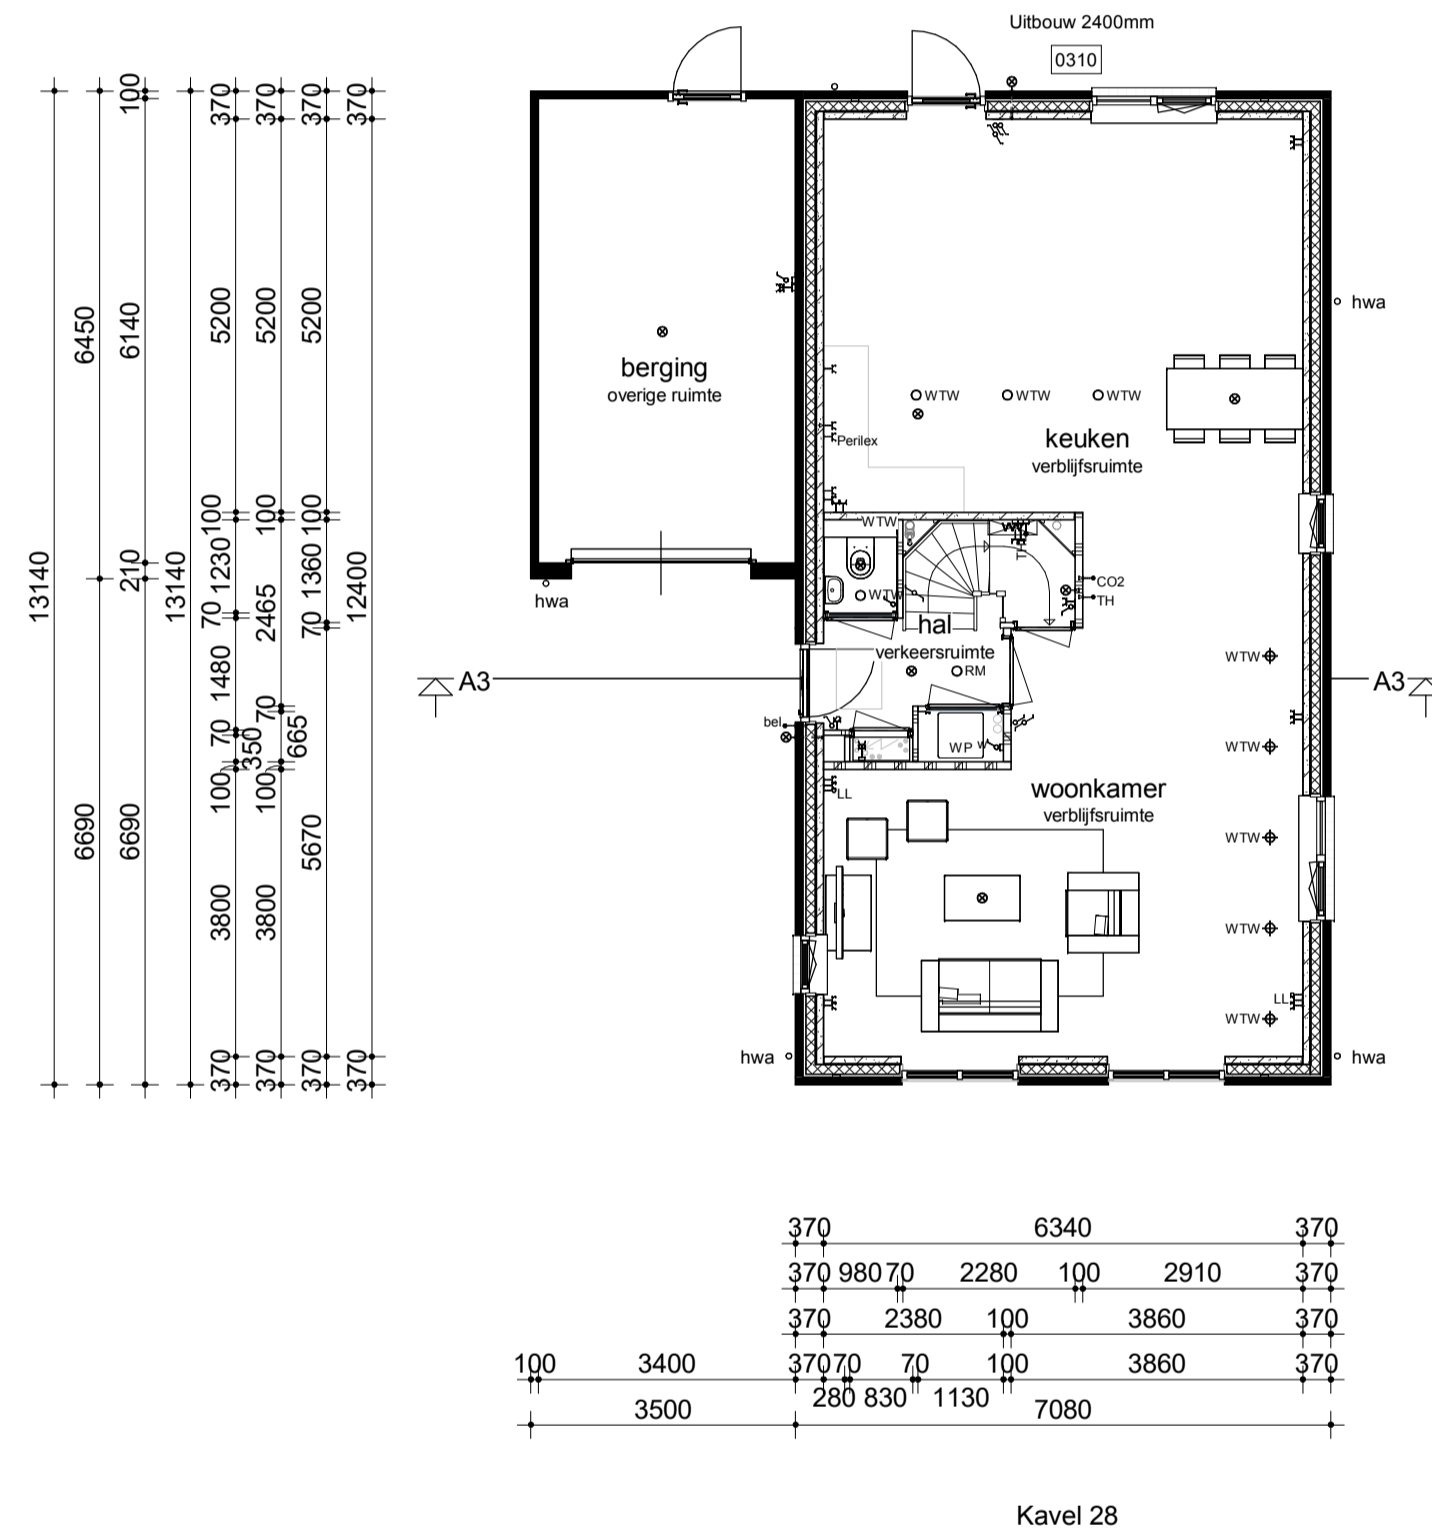 Uitbouw 2400mm
0310
100
370
370
370
370
6450
6140
5200
5200
5200
hwa
berging
overige ruimte
WTW
WTW
WTW
keuken
verblijfsruimte
Perilex
100
100
100
WTW
13140
210
13140
1230
1360
12400
CO2
TH
hwa
WTW
70
2465
70
hal
verkeersruimte
1480
RM
WTW
A3
A3
70
70
350
665
bel
WP
WTW
100
100
LL
woonkamer
verblijfsruimte
6690
6690
5670
WTW
3800
3800
WTW
LL
WTW
370
370
370
370
hwa
hwa
370
6340
370
370
980
70
2280
100
2910
370
370
2380
100
3860
370
100
3400
370
70
70
100
3860
370
280
830
1130
3500
7080
Kavel 28